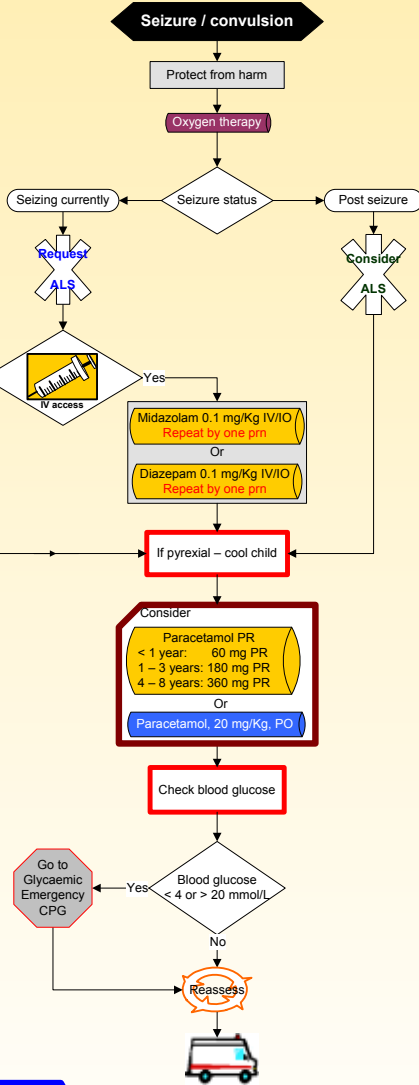 Seizure / convulsion
Protect from harm
Oxygen therapy
Seizing currently
Seizure status
Post seizure
Request
ALS
Consider
ALS
IV access
Yes
Midazolam 0.1 mg/Kg IV/IO
Repeat by one prn
Or
Diazepam 0.1 mg/Kg IV/IO
Repeat by one prn
If pyrexial – cool child
Consider
Paracetamol PR
< 1 year: 60 mg PR
1 – 3 years: 180 mg PR
4 – 8 years: 360 mg PR
Or
Paracetamol, 20 mg/Kg, PO
Check blood glucose
Go to
Glycaemic
Emergency
CPG
Yes
Blood glucose
< 4 or > 20 mmol/L
No
Reassess